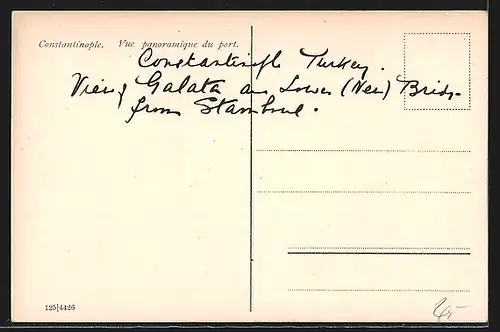 Constantinople. Vue panoramique du port.
Constantinople Turkey.
View of Galata and Lower (New) Bridge
from Stamboul.
125|4426